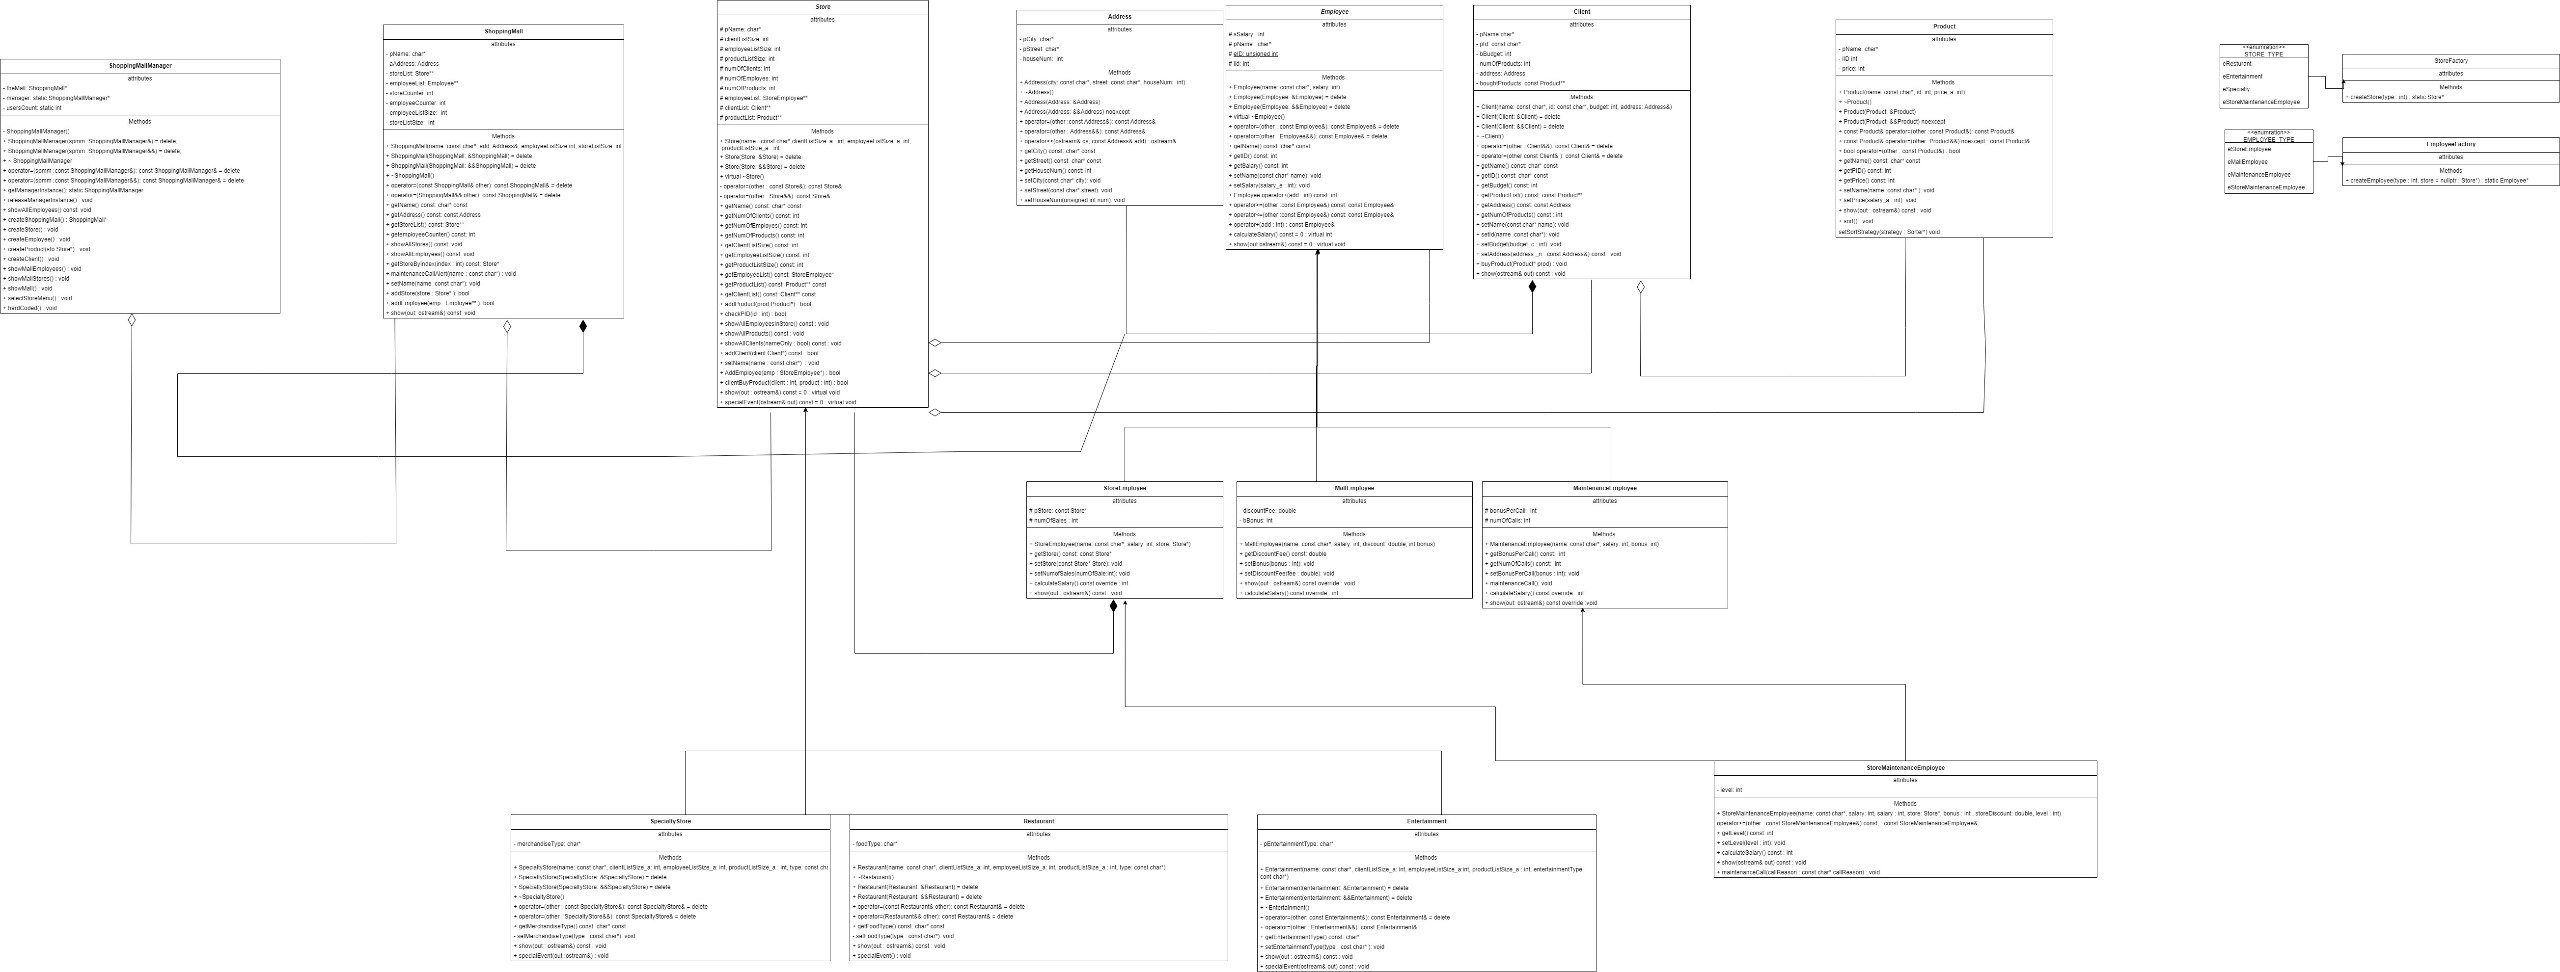 ShoppingMallManager
attributes
- theMall: ShoppingMall*
- manager: static ShoppingMallManager*
- usersCount: static int
Methods
- ShoppingMallManager()
+ ShoppingMallManager(spmm: ShoppingMallManager&) = delete;
+ ShoppingMallManager(spmm: ShoppingMallManager&&) = delete;
+ ~ ShoppingMallManager
+ operator=(spmm :const ShoppingMallManager&): const ShoppingMallManager& = delete
+ operator=(spmm :const ShoppingMallManager&&): const ShoppingMallManager& = delete
+ getManagerInstance(): static ShoppingMallManager
+ releaseManagerInstance() : void
+ showAllEmployees() const: void
+ createShoppingMall() : ShoppingMall*
+ createStore() : void
+ createEmployee() : void
+ createProduct(sto:Store*) : void
+ createClient() : void
+ showMallEmployees() : void
+ showMallStores() : void
+ showMall() : void
+ selectStoreMenu() : void
+ hardCoded() : void
ShoppingMall
attributes
- pName: char*
- aAddress: Address
- storeList: Store**
- employeeList: Employee**
- storeCounter: int
- employeeCounter: int
- employeeListSize: int
- storeListSize: int
Methods
+ ShoppingMall(name: const char*, add: Address&, employeeListSize:int, storeListSize: int
+ ShoppingMall(ShoppingMall: &ShoppingMall) = delete
+ ShoppingMall(ShoppingMall: &&ShoppingMall) = delete
+ ~ShoppingMall()
+ operator=(const ShoppingMall& other): const ShoppingMall& = delete
+ operator=(ShoppingMall&& other): const ShoppingMall& = delete
+ getName() const: char* const
+ getAddress() const: const Address
+ getStoreList() const: Store**
+ getemployeeCounter() const: int
+ showAllStores() const: void
+ showAllEmployees() const: void
+ getStoreByIndex(index : int) const: Store*
+ maintenanceCallAlert(name : const char*) : void
+ setName(name :const char*): void
+ addStore(store : Store* ): bool
+ addEmployee(emp : Employee** ): bool
+ show(out: ostream&) const: void
Store
attributes
# pName: char*
# clientListSize: int
# employeeListSize: int
# productListSize: int
# numOfClients: int
# numOfEmployes: int
# numOfProducts: int
# employeeList: StoreEmployee**
# clientList: Client**
# productList: Product**
Methods
+ Store(name : const char*,clientListSize_a : int, employeeListSize_a :int,
productListSize_a : int
+ Store(Store: &Store) = delete
+ Store(Store: &&Store) = delete
+ virtual ~Store()
- operator=(other : const Store&): const Store&
- operator=(other : Store&&): const Store&
+ getName() const: char* const
+ getNumOfClients() const: int
+ getNumOfEmployes() const: int
+ getNumOfProducts() const: int
+ getClientListSize() const: int
+ getEmployeeListSize() const: int
+ getProductListSize() const: int
+ getEmployeeList() const: StoreEmployee*
+ getProductList() const: Product** const
+ getClientList() const: Client** const
+ addProduct(prod:Product*) : bool
+ checkPID(id : int) : bool
+ showAllEmployeesInStore() const : void
+ showAllProducts() const : void
+ showAllClients(nameOnly : bool) const : void
+ addClient(client:Client*) const : bool
+ setName(name : const char*) : void
+ AddEmployee(emp : StoreEmployee*) : bool
+ clientBuyProduct(client : int, product : int) : bool
+ show(out : ostream&) const = 0 : virtual void
+ specialEvent(ostream& out) const = 0 : virtual void
Address
attributes
- pCity: char*
- pStreet: char*
- houseNum: int
Methods
+ Address(city: const char*, street: const char*, houseNum: int)
+ ~Address()
+ Address(Address: &Address)
+ Address(Address: &&Address) noexcept
+ operator=(other :const Address&): const Address&
+ operator=(other : Address&&): const Address&
+ operator<<(ostream& os, const Address& add) : ostream&
+ getCity() const: char* const
+ getStreet() const: char* const
+ getHouseNum() const: int
+ setCity(const char* city): void
+ setStreet(const char* street): void
+ setHouseNum(unsigned int num): void
Employee
attributes
# sSalary : int
# pName : char*
# eID: unsigned int
# iId: int
Methods
+ Employee(name: const char*, salary: int)
+ Employee(Employee: &Employee) = delete
+ Employee(Employee: &&Employee) = delete
+ virtual ~Employee()
+ operator=(other : const Employee&): const Employee& = delete
+ operator=(other : Employee&&): const Employee& = delete
+ getName() const: char* const
+ getID() const: int
+ getSalary() const: int
+ setName(const char* name): void
+ setSalary(salary_e : int): void
+ Employee operator+(add : int) const: int
+ operator>=(other :const Employee&) const: const Employee&
+ operator<=(other :const Employee&) const: const Employee&
+ operator+(add : int) : const Employee&
+ calculateSalary() const = 0 : virtual int
+ show(out:ostream&) const = 0 : virtual void
Client
attributes
- pName:char*
- pId: const char*
- bBudget: int
- numOfProducts: int
- address: Address
- boughtProducts: const Product**
Methods
+ Client(name: const char*, id: const char*, budget: int, address: Address&)
+ Client(Client: &Client) = delete
+ Client(Client: &&Client) = delete
+ ~Client()
+ operator=(other : Client&&): const Client& = delete
+ operator=(other:const Client& ): const Client& = delete
+ getName() const: char* const
+ getID() const: char* const
+ getBudget() const: int
+ getProductList() const: const Product**
+ getAddress() const: const Address
+ getNumOfProducts() const : int
+ setName(const char* name): void
+ setId(name : const char*): void
+ setBudget(budget_c : int): void
+ setAddress(address_n : const Address&) const : void
+ buyProduct(Product* prod) : void
+ show(ostream& out) const : void
Product
attributes
- pName: char*
- iID:int
- price: int
Methods
+ Product(name: const char*, id: int, price_a: int)
+ ~Product()
+ Product(Product: &Product)
+ Product(Product: &&Product) noexcept
+ const Product& operator=(other :const Product&): const Product&
+ const Product& operator=(other :Product&&) noexcept : const Product&
+ bool operator=(other : const Product&) : bool
+ getName() const: char* const
+ getPID() const: int
+ getPrice() const: int
+ setName(name: const char* ): void
+ setPrice(salary_a : int): void
+ show(out : ostream&) const : void
+ sort() : void
setSortStrategy(strategy : Sorter*) void
<<enumration>>
STORE_TYPE
eResturant
eEntertainment
eSpecialty
eStoreMaintenanceEmployee
StoreFactory
attributes
Methods
+ createStore(type : int) : static Store*
<<enumration>>
EMPLOYEE_TYPE
eStoreEmployee
eMallEmployee
eMaintenanceEmployee
eStoreMaintenanceEmployee
EmployeeFactory
attributes
Methods
+ createEmployee(type : int, store = nullptr : Store*) : static Employee*
StoreEmployee
attributes
# pStore: const Store*
# numOfSales : int
Methods
+ StoreEmployee(name: const char*, salary: int, store: Store*)
+ getStore() const: const Store*
+ setStore(const Store* Store): void
+ setNumofSales(numOfSale:int): void
+ calculateSalary() const override : int
+ show(out : ostream&) const : void
MallEmployee
attributes
- discountFee: double
- bBonus: int
Methods
+ MallEmployee(name: const char*, salary: int, discount: double, int bonus)
+ getDiscountFee() const: double
+ setBonus(bonus : int): void
+ setDiscountFee(fee : double): void
+ show(out : ostream&) const override : void
+ calculateSalary() const override : int
MaintenanceEmployee
attributes
# bonusPerCall: int
# numOfCalls: int
Methods
+ MaintenanceEmployee(name: const char*, salary: int, bonus: int)
+ getBonusPerCall() const: int
+ getNumOfCalls() const: int
+ setBonusPerCall(bonus : int): void
+ maintenanceCall(): void
+ calculateSalary() const override : int
+ show(out: ostream&) const override :void
StoreMaintenanceEmployee
attributes
- level: int
Methods
+ StoreMaintenanceEmployee(name: const char*, salary: int, salary : int, store: Store*, bonus : int , storeDiscount: double, level : int)
operator>=(other : const StoreMaintenanceEmployee&) const : const StoreMaintenanceEmployee&
+ getLevel() const: int
+ setLevel(level : int): void
+ calculateSalary() const : int
+ show(ostream& out) const : void
+ maintenanceCall(callReason : const char* callReason) : void
SpecialtyStore
attributes
- merchandiseType: char*
Methods
+ SpecialtyStore(name: const char*, clientListSize_a: int, employeeListSize_a: int, productListSize_a : int, type: const cha
+ SpecialtyStore(SpecialtyStore: &SpecialtyStore) = delete
+ SpecialtyStore(SpecialtyStore: &&SpecialtyStore) = delete
+ ~SpecialtyStore()
+ operator=(other : const SpecialtyStore&): const SpecialtyStore& = delete
+ operator=(other : SpecialtyStore&&): const SpecialtyStore& = delete
+ getMerchandiseType() const: char* const
- setMerchandiseType(type : const char*): void
+ show(out : ostream&) const : void
+ specialEvent(out :ostream&) : void
Restaurant
attributes
- foodType: char*
Methods
+ Restaurant(name: const char*, clientListSize_a: int, employeeListSize_a: int, productListSize_a : int, type: const char*)
+ ~Restaurant()
+ Restaurant(Restaurant: &Restaurant) = delete
+ Restaurant(Restaurant: &&Restaurant) = delete
+ operator=(const Restaurant& other): const Restaurant& = delete
+ operator=(Restaurant&& other): const Restaurant& = delete
+ getFoodType() const: char* const
- setFoodType(type : const char*): void
+ show(out : ostream&) const : void
+ specialEvent() : void
Entertainment
attributes
- pEntertainmentType: char*
Methods
+ Entertainment(name: const char*, clientListSize_a: int, employeeListSize_a:int, productListSize_a : int, entertainmentType:
cont char*)
+ Entertainment(entertainment: &Entertainment) = delete
+ Entertainment(entertainment: &&Entertainment) = delete
+ ~Entertainment()
+ operator=(other: const Entertainment&): const Entertainment& = delete
+ operator=(other : Entertainment&&): const Entertainment&
+ getEntertainmentType() const: char*
+ setEntertainmentType(type : cost char* ): void
+ show(out : ostream&) const : void
+ specialEvent(ostream& out) const : void